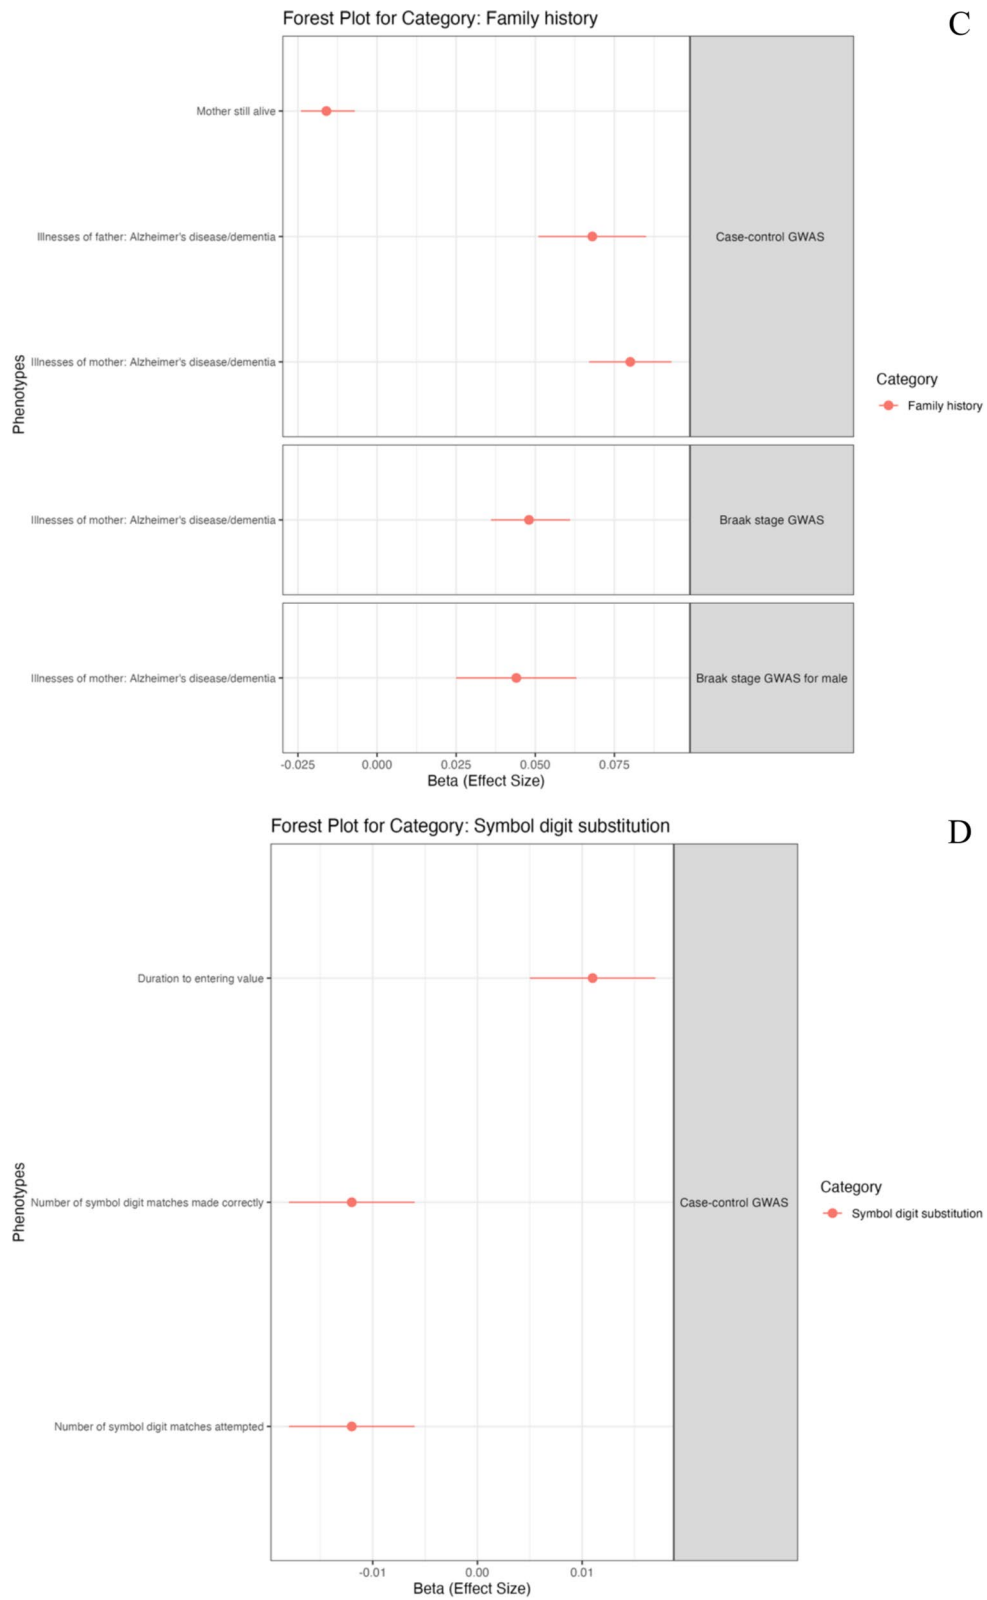 Forest Plot for Category: Family history
C
Mother still alive
Illnesses of father: Alzheimer's disease/dementia
Case-control GWAS
Phenotypes
Illnesses of mother: Alzheimer's disease/dementia
Category
Family history
Illnesses of mother: Alzheimer's disease/dementia
Braak stage GWAS
Illnesses of mother: Alzheimer's disease/dementia
Braak stage GWAS for male
-0.025 0.000 0.025 0.050 0.075
Beta (Effect Size)
Forest Plot for Category: Symbol digit substitution
D
Duration to entering value
Phenotypes
Number of symbol digit matches made correctly
Case-control GWAS
Category
Symbol digit substitution
Number of symbol digit matches attempted
-0.01 0.00 0.01
Beta (Effect Size)